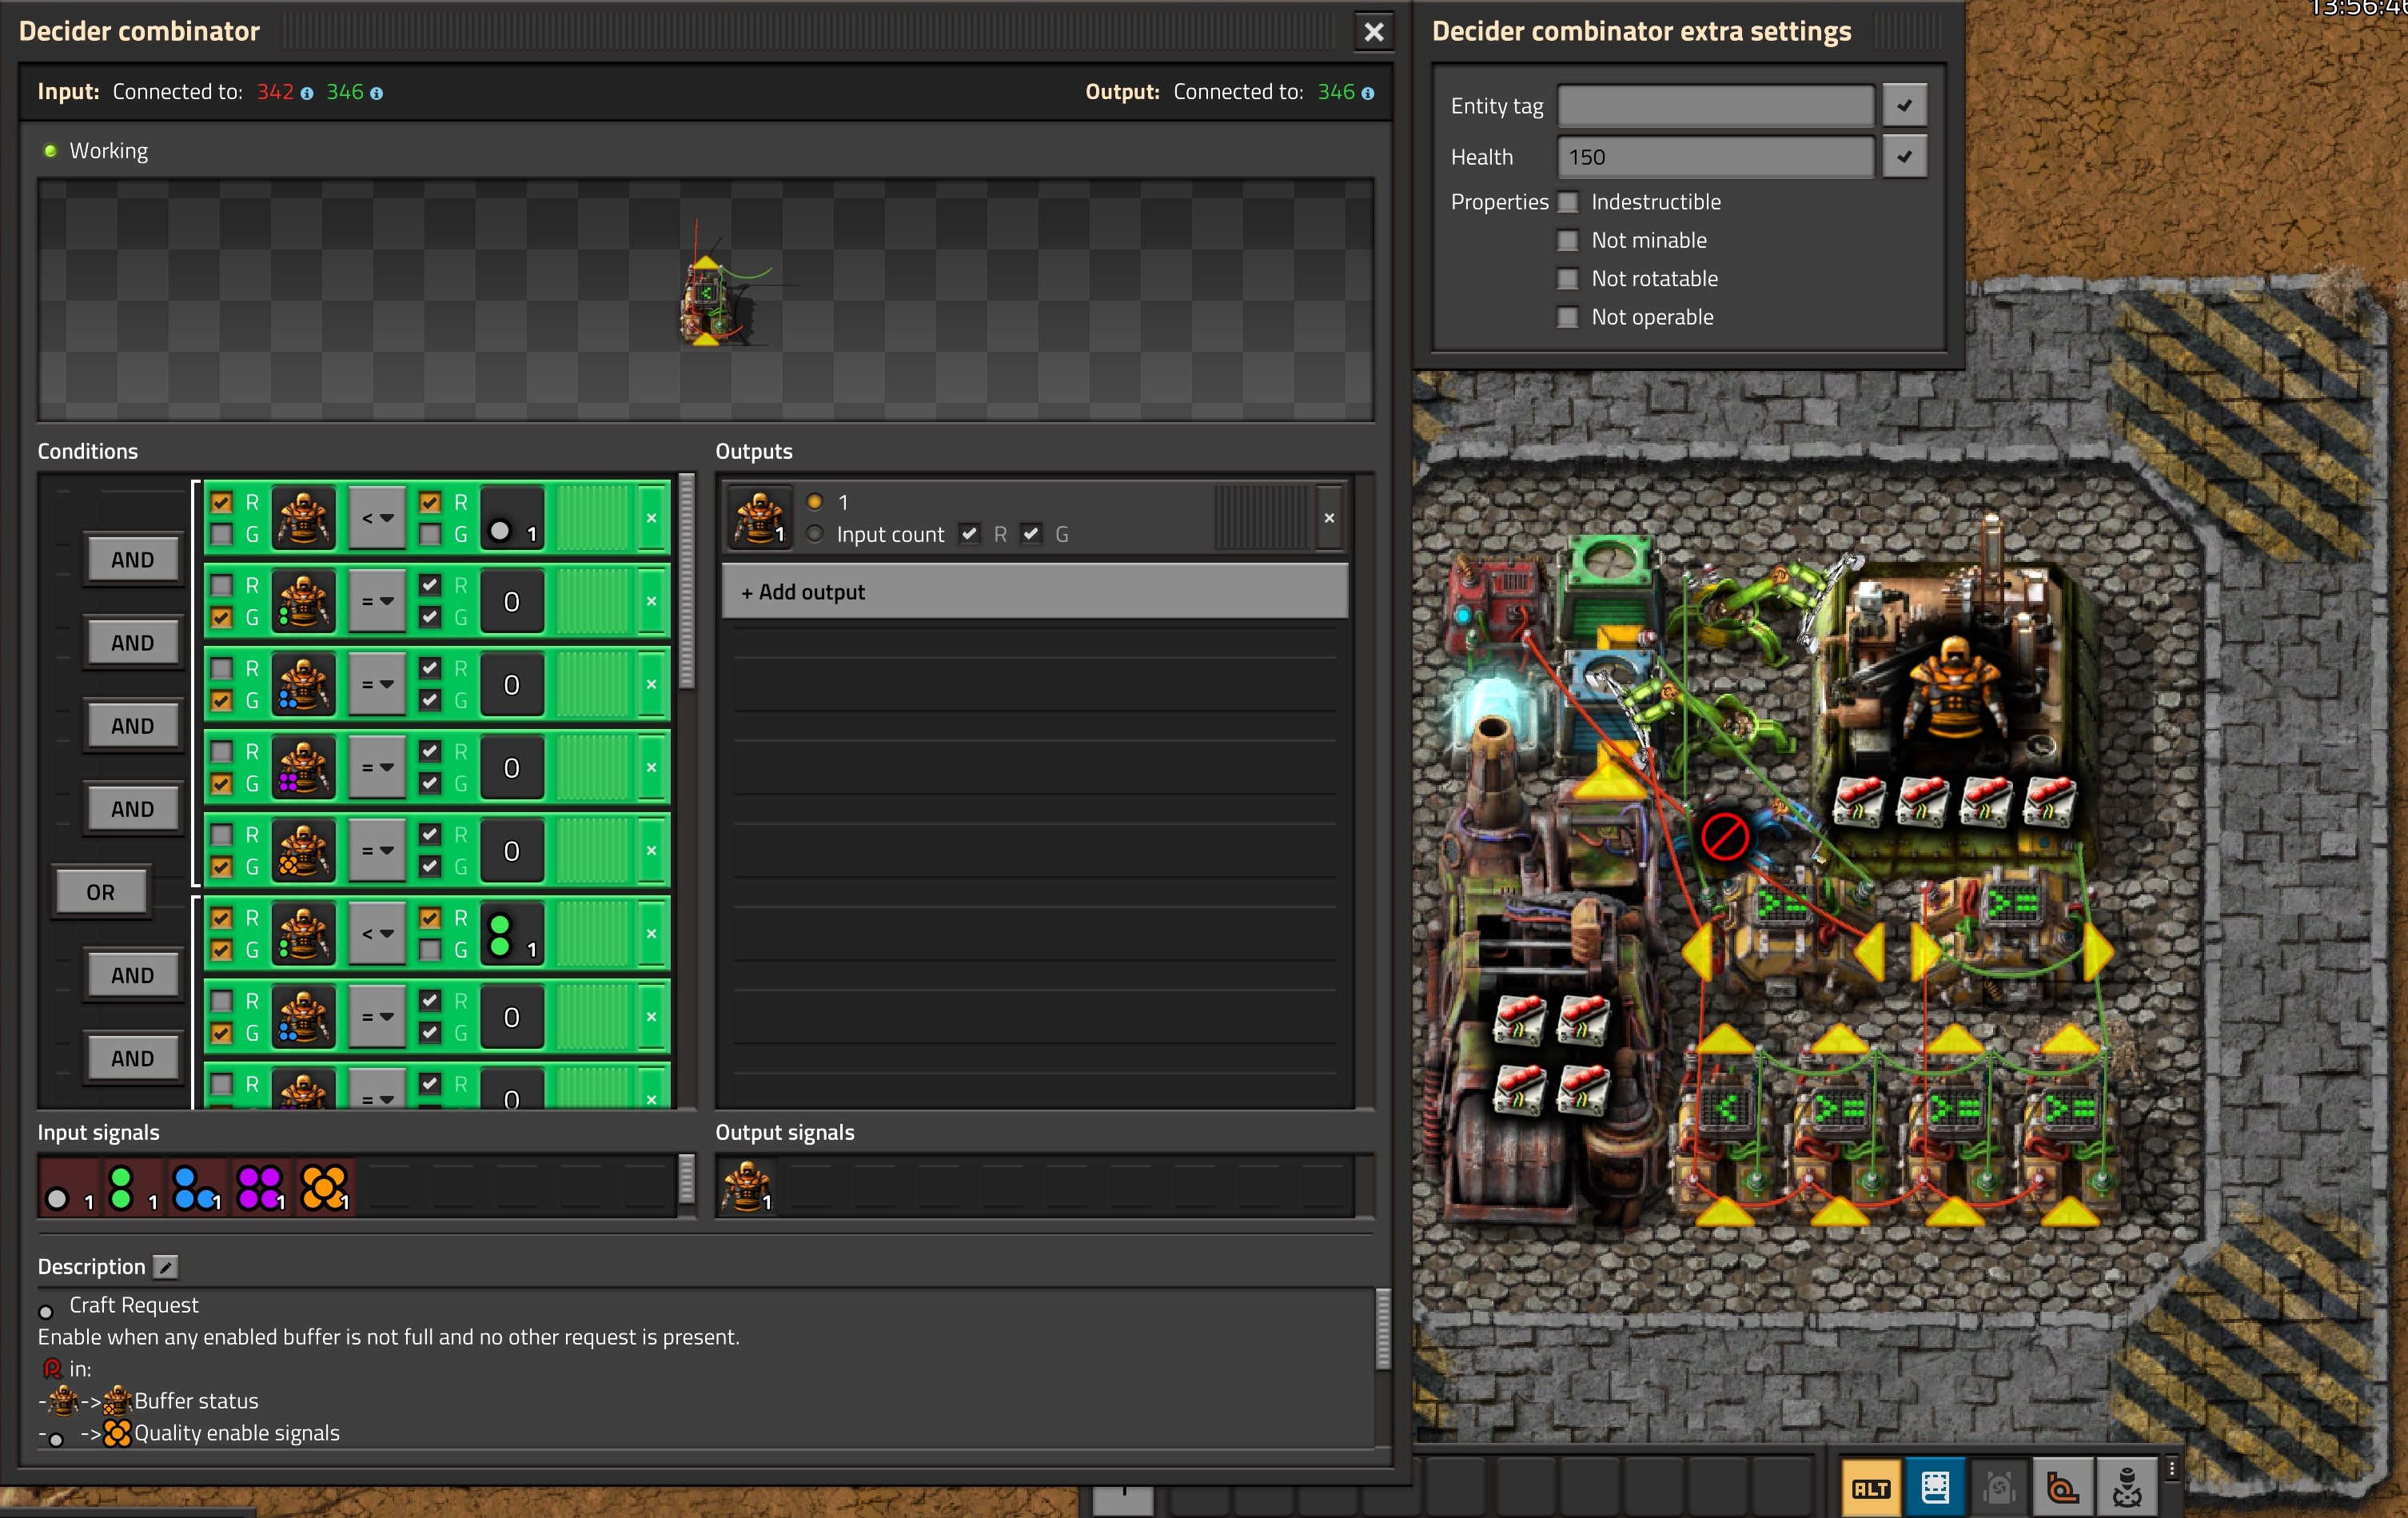 Decider combinator
Input: Connected to: 342 346
Output: Connected to: 346
Working
Conditions
AND
AND
AND
AND
OR
AND
AND
R
G
<
R
G
1
R
G
=
R
G
0
R
G
=
R
G
0
R
G
=
R
G
0
R
G
=
R
G
0
R
G
<
R
G
1
R
G
=
R
G
0
R
=
R
0
Outputs
1
1
Input count R G
+ Add output
Input signals
1 1 1 1 1
Output signals
1
Description
Craft Request
Enable when any enabled buffer is not full and no other request is present.
R in:
- -> Buffer status
- -> Quality enable signals
Decider combinator extra settings
Entity tag
Health 150
Properties Indestructible
Not minable
Not rotatable
Not operable
ALT